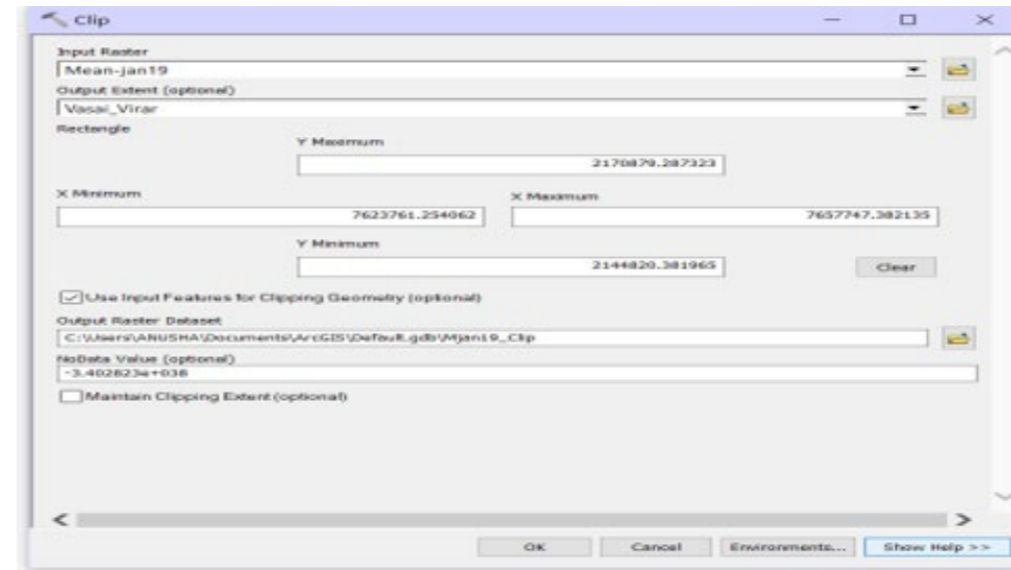 Clip
Input Raster
Mean-jan19
Output Extent (optional)
Vasai_Virar
Rectangle
Y Maximum
2170879.287323
X Minimum
X Maximum
7623761.254062
7657747.382135
Y Minimum
2144820.381965
Clear
Use Input Features for Clipping Geometry (optional)
Output Raster Dataset
C:\Users\ANUSHA\Documents\ArcGIS\Default.gdb\Mjan19_Clip
NoData Value (optional)
-3.402823e+038
Maintain Clipping Extent (optional)
OK
Cancel
Environments...
Show Help >>